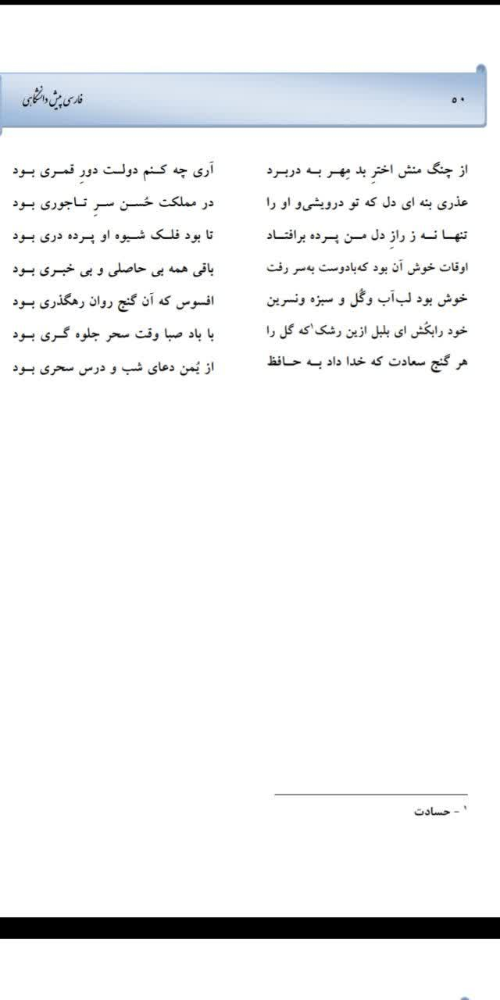 ۵۰ فارسی پیش دانشگاهی
از چنگ منش اخترِ بد مِهـر بـه دربـرد آری چه کـنم دولـت دورِ قمـری بـود
عذری بنه ای دل که تو درویشی‌و او را در مملکت حُسـن سـرِ تـاجوری بـود
تنهـا نـه ز رازِ دل مـن پـرده برافتـاد تا بود فلـک شـیوه او پـرده دری بـود
اوقات خوش آن بود که‌بادوست به‌سر رفت باقی همه بی حاصلی و بی خبـری بـود
خوش بود لب‌آب وگُل و سبزه ونسرین افسوس که آن گنج روان رهگذری بـود
خود رابکُش ای بلبل ازین رشک۱که گل را با باد صبا وقت سحر جلوه گـری بـود
هر گنج سعادت که خدا داد بـه حـافظ از یُمن دعای شب و درس سحری بـود
۱ - حسادت